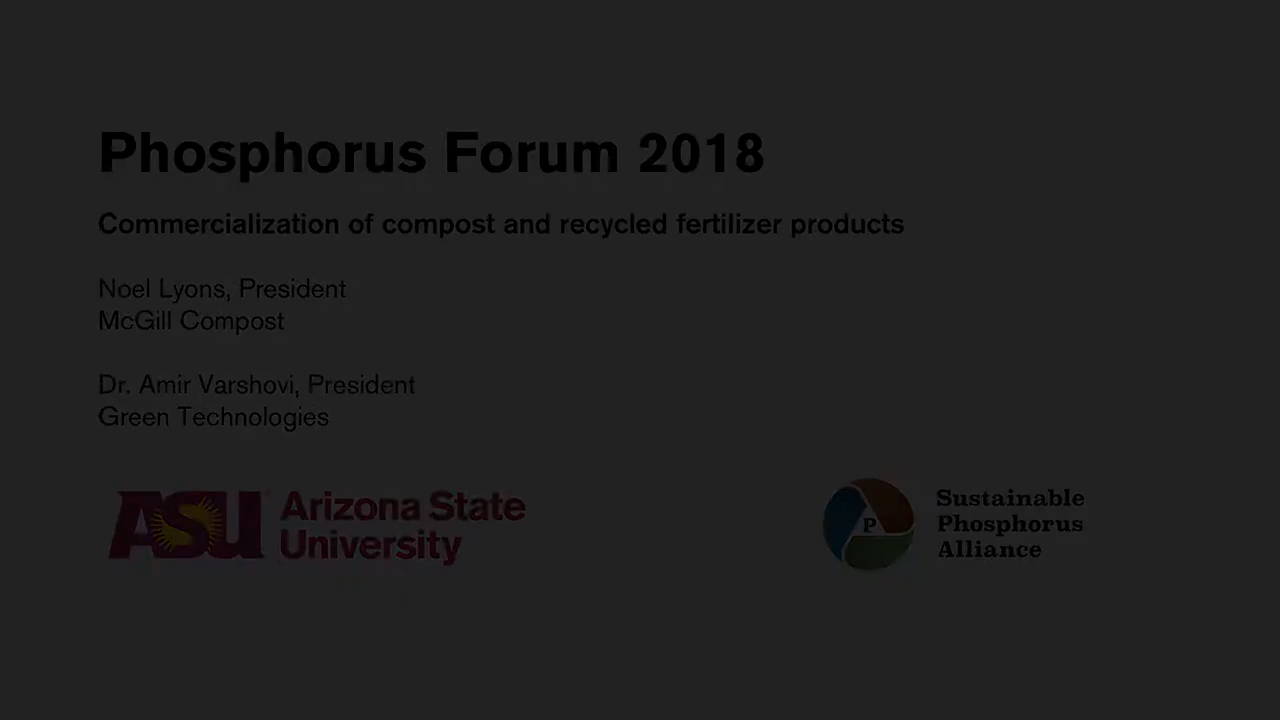 Phosphorus Forum 2018
Commercialization of compost and recycled fertilizer products
Noel Lyons, President
McGill Compost
Dr. Amir Varshovi, President
Green Technologies
ASU Arizona State
University
P
Sustainable
Phosphorus
Alliance